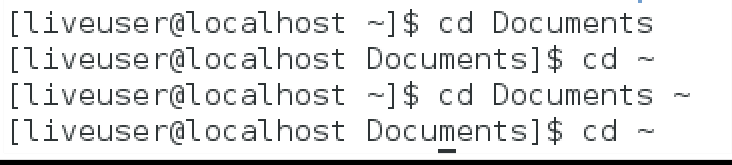 [liveuser@localhost ~]$ cd Documents
[liveuser@localhost Documents]$ cd ~
[liveuser@localhost ~]$ cd Documents ~
[liveuser@localhost Documents]$ cd ~